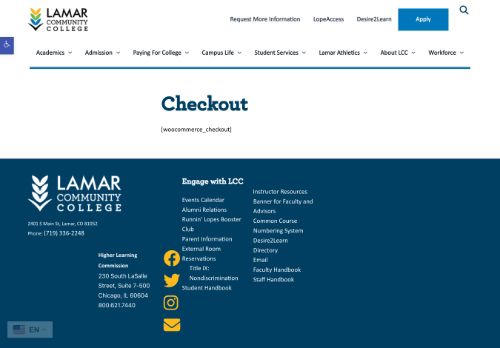 LAMAR
COMMUNITY
COLLEGE
Request More Information LopeAccess Desire2Learn Apply
Academics Admission Paying For College Campus Life Student Services Lamar Athletics About LCC Workforce
Checkout
[woocommerce_checkout]
LAMAR
COMMUNITY
COLLEGE
2401 S Main St, Lamar, CO 81052
Phone: (719) 336-2248
Higher Learning
Commission
230 South LaSalle
Street, Suite 7-500
Chicago, IL 60604
800.621.7440
Engage with LCC
Events Calendar
Alumni Relations
Runnin' Lopes Booster
Club
Parent Information
External Room
Reservations
Title IX:
Nondiscrimination
Student Handbook
Instructor Resources
Banner for Faculty and
Advisors
Common Course
Numbering System
Desire2Learn
Directory
Email
Faculty Handbook
Staff Handbook
EN